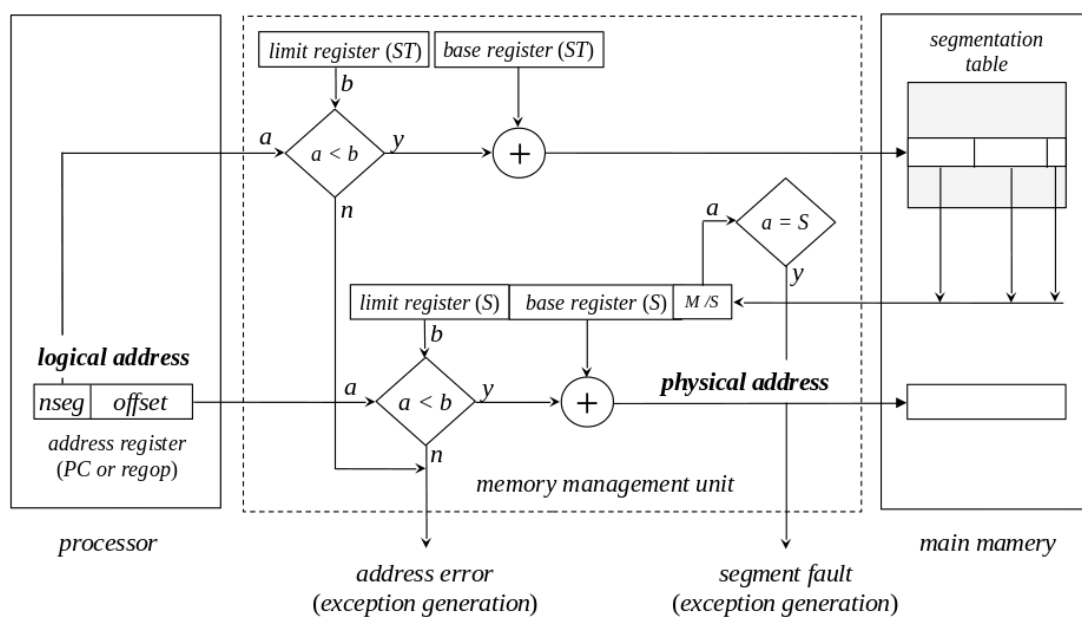 limit register (ST)
base register (ST)
segmentation
table
b
a
a < b
y
+
n
a
a = S
y
limit register (S)
base register (S)
M /S
b
logical address
nseg
offset
a
a < b
y
+
physical address
n
address register
(PC or regop)
memory management unit
processor
main mamery
address error
(exception generation)
segment fault
(exception generation)